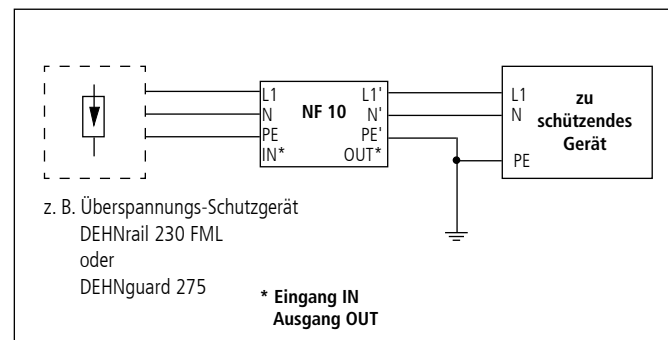 L1
N
PE
IN*
NF 10
L1'
N'
PE'
OUT*
L1
N
PE
zu
schützendes
Gerät
z. B. Überspannungs-Schutzgerät
DEHNrail 230 FML
oder
DEHNguard 275
* Eingang IN
Ausgang OUT